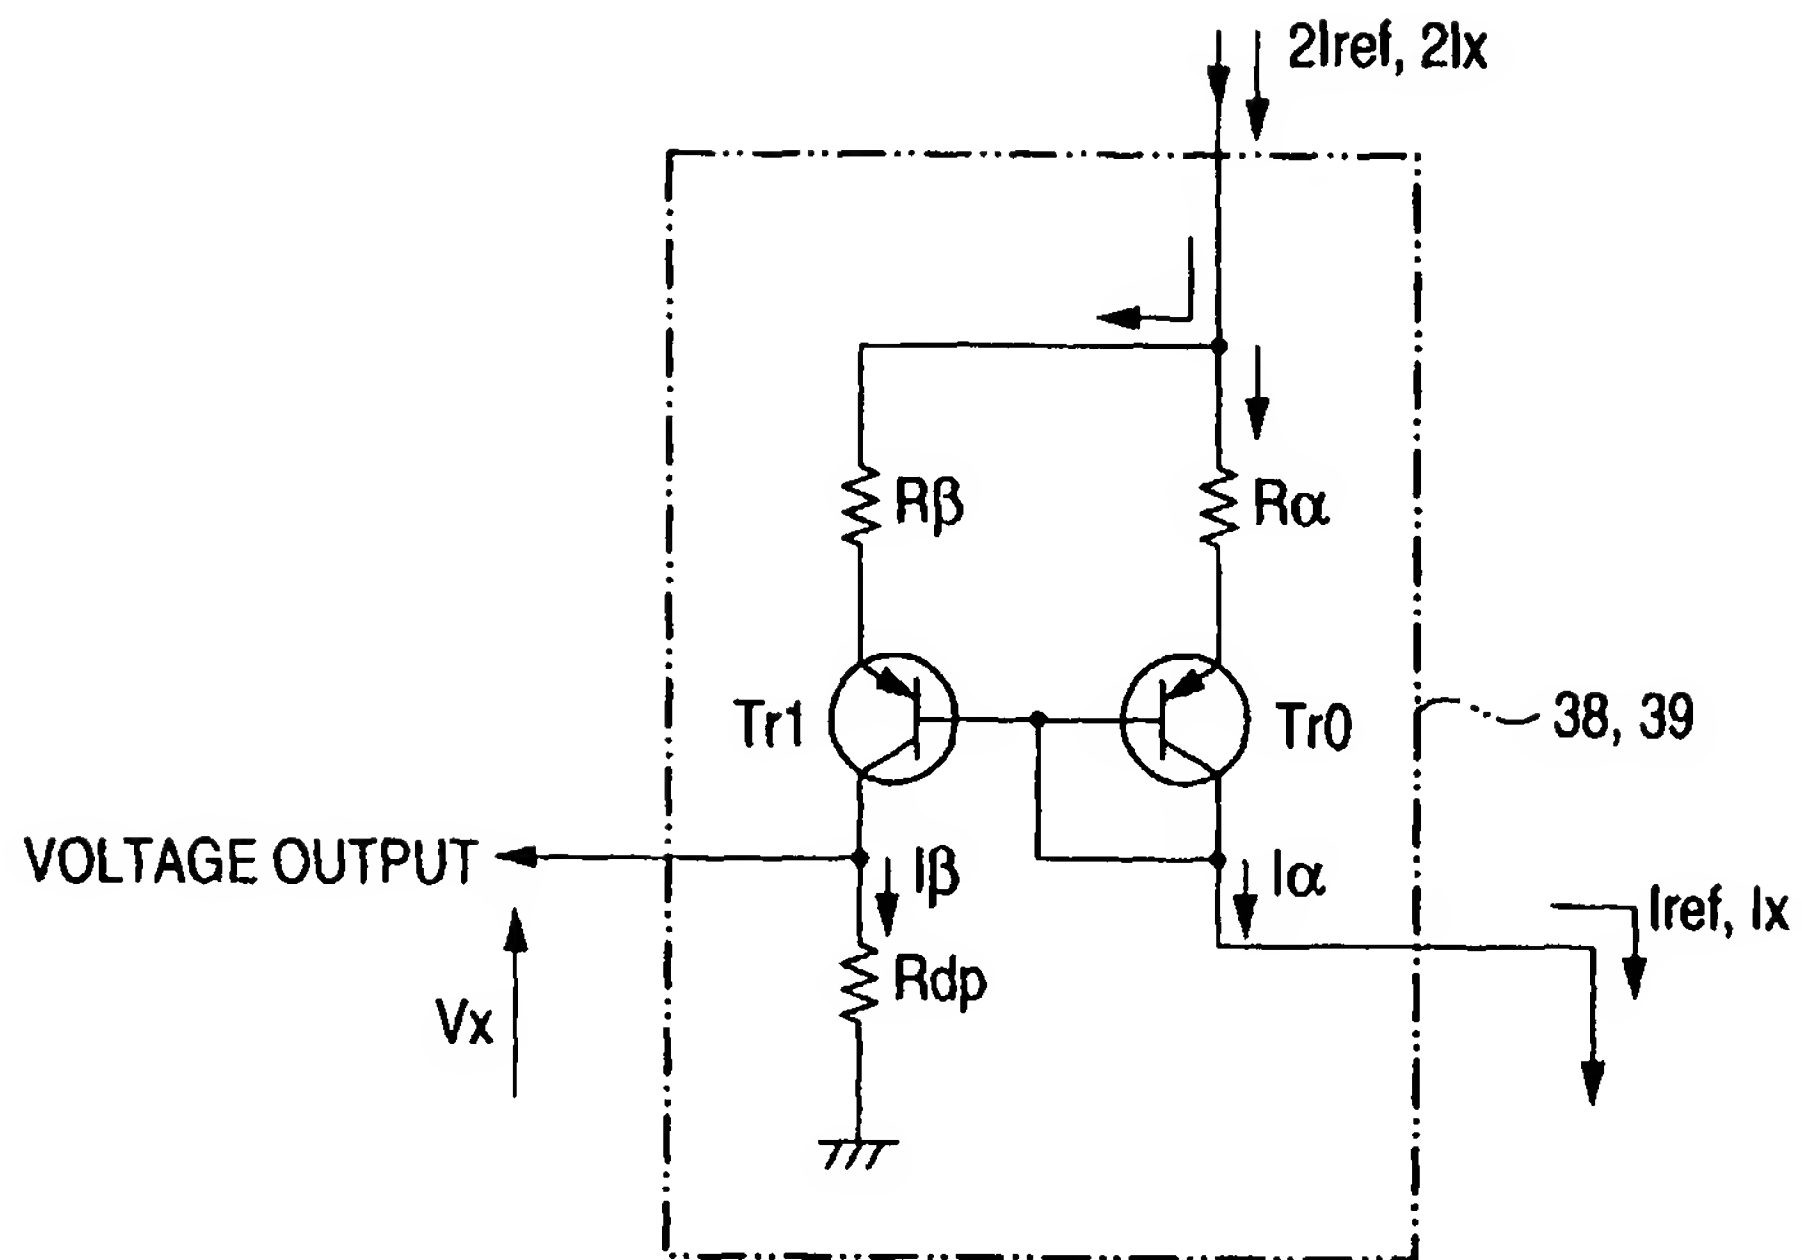 2Iref, 2Ix
Rβ
Rα
Tr1
Tr0
38, 39
VOLTAGE OUTPUT
Iβ
Iα
Iref, Ix
Rdp
Vx